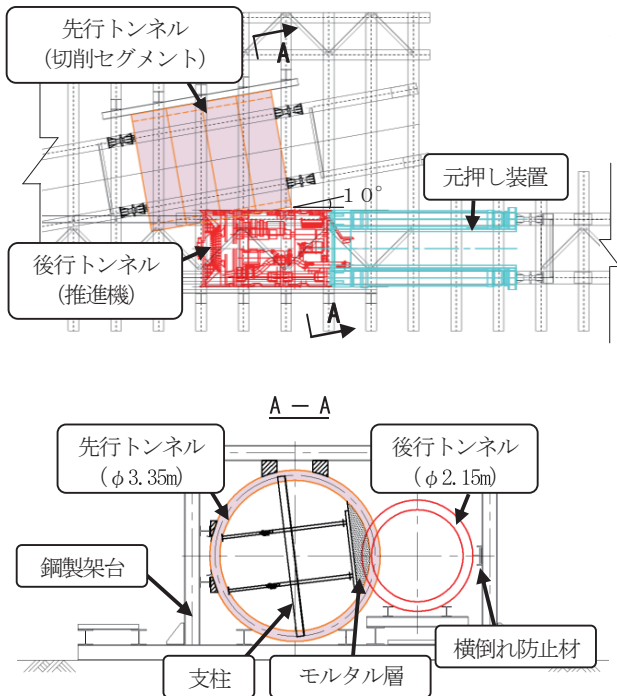 先行トンネル
(切削セグメント)
A
10°
元押し装置
後行トンネル
(推進機)
A
A - A
先行トンネル
(φ3.35m)
後行トンネル
(φ2.15m)
鋼製架台
支柱
モルタル層
横倒れ防止材